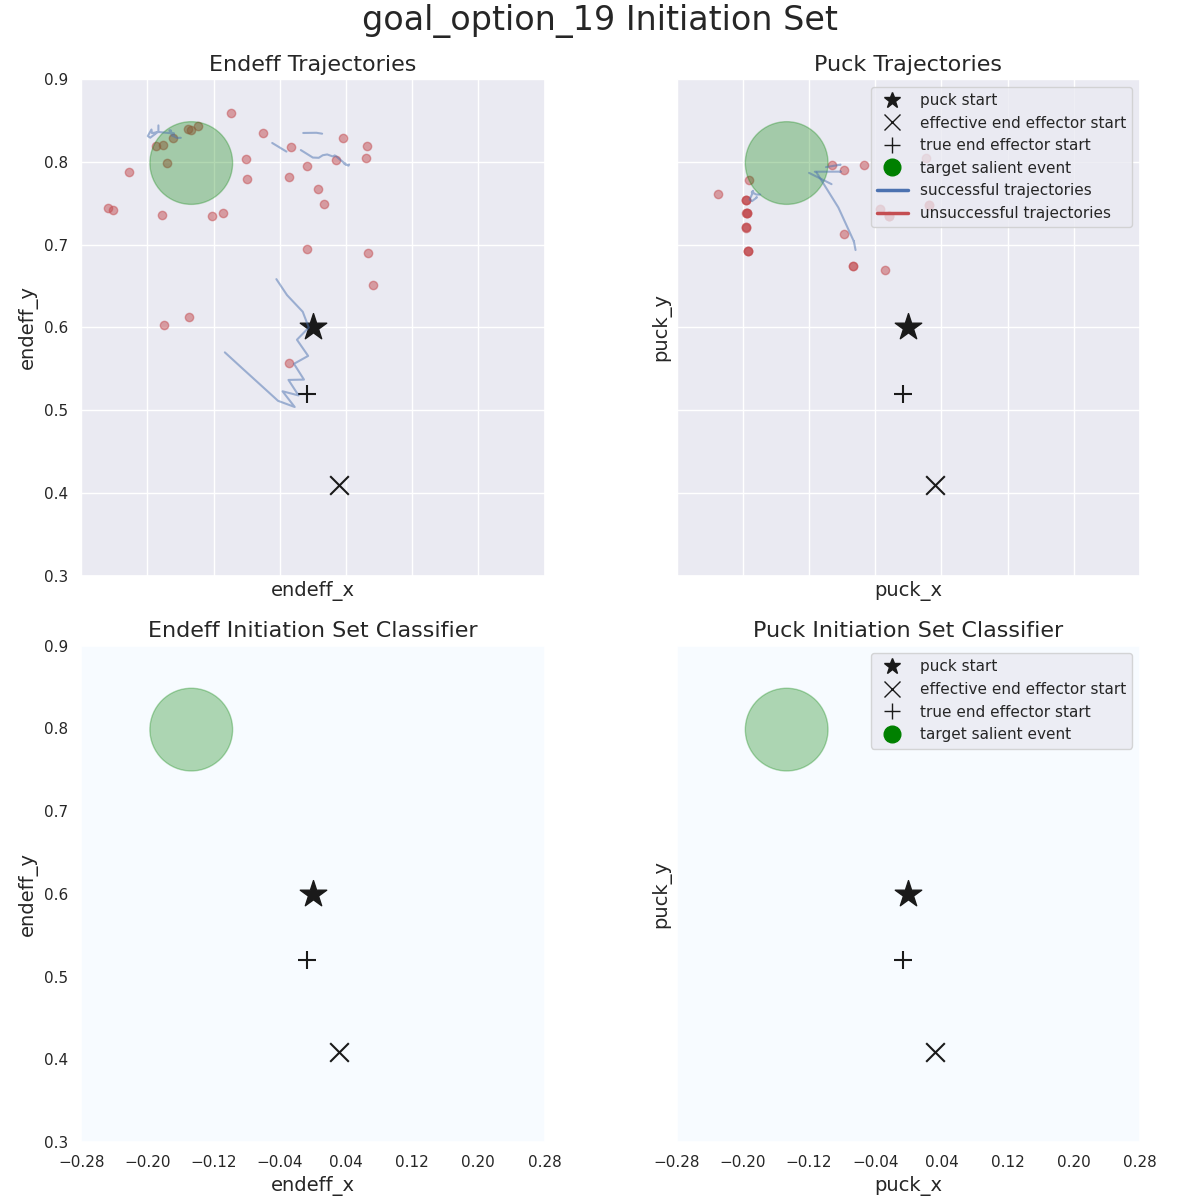 goal_option_19 Initiation Set
Endeff Trajectories
0.9
0.8
0.7
0.6
0.5
0.4
0.3
endeff_y
endeff_x
Puck Trajectories
puck start
effective end effector start
true end effector start
target salient event
successful trajectories
unsuccessful trajectories
puck_y
puck_x
Endeff Initiation Set Classifier
0.9
0.8
0.7
0.6
0.5
0.4
0.3
endeff_y
−0.28 −0.20 −0.12 −0.04 0.04 0.12 0.20 0.28
endeff_x
Puck Initiation Set Classifier
puck start
effective end effector start
true end effector start
target salient event
puck_y
−0.28 −0.20 −0.12 −0.04 0.04 0.12 0.20 0.28
puck_x